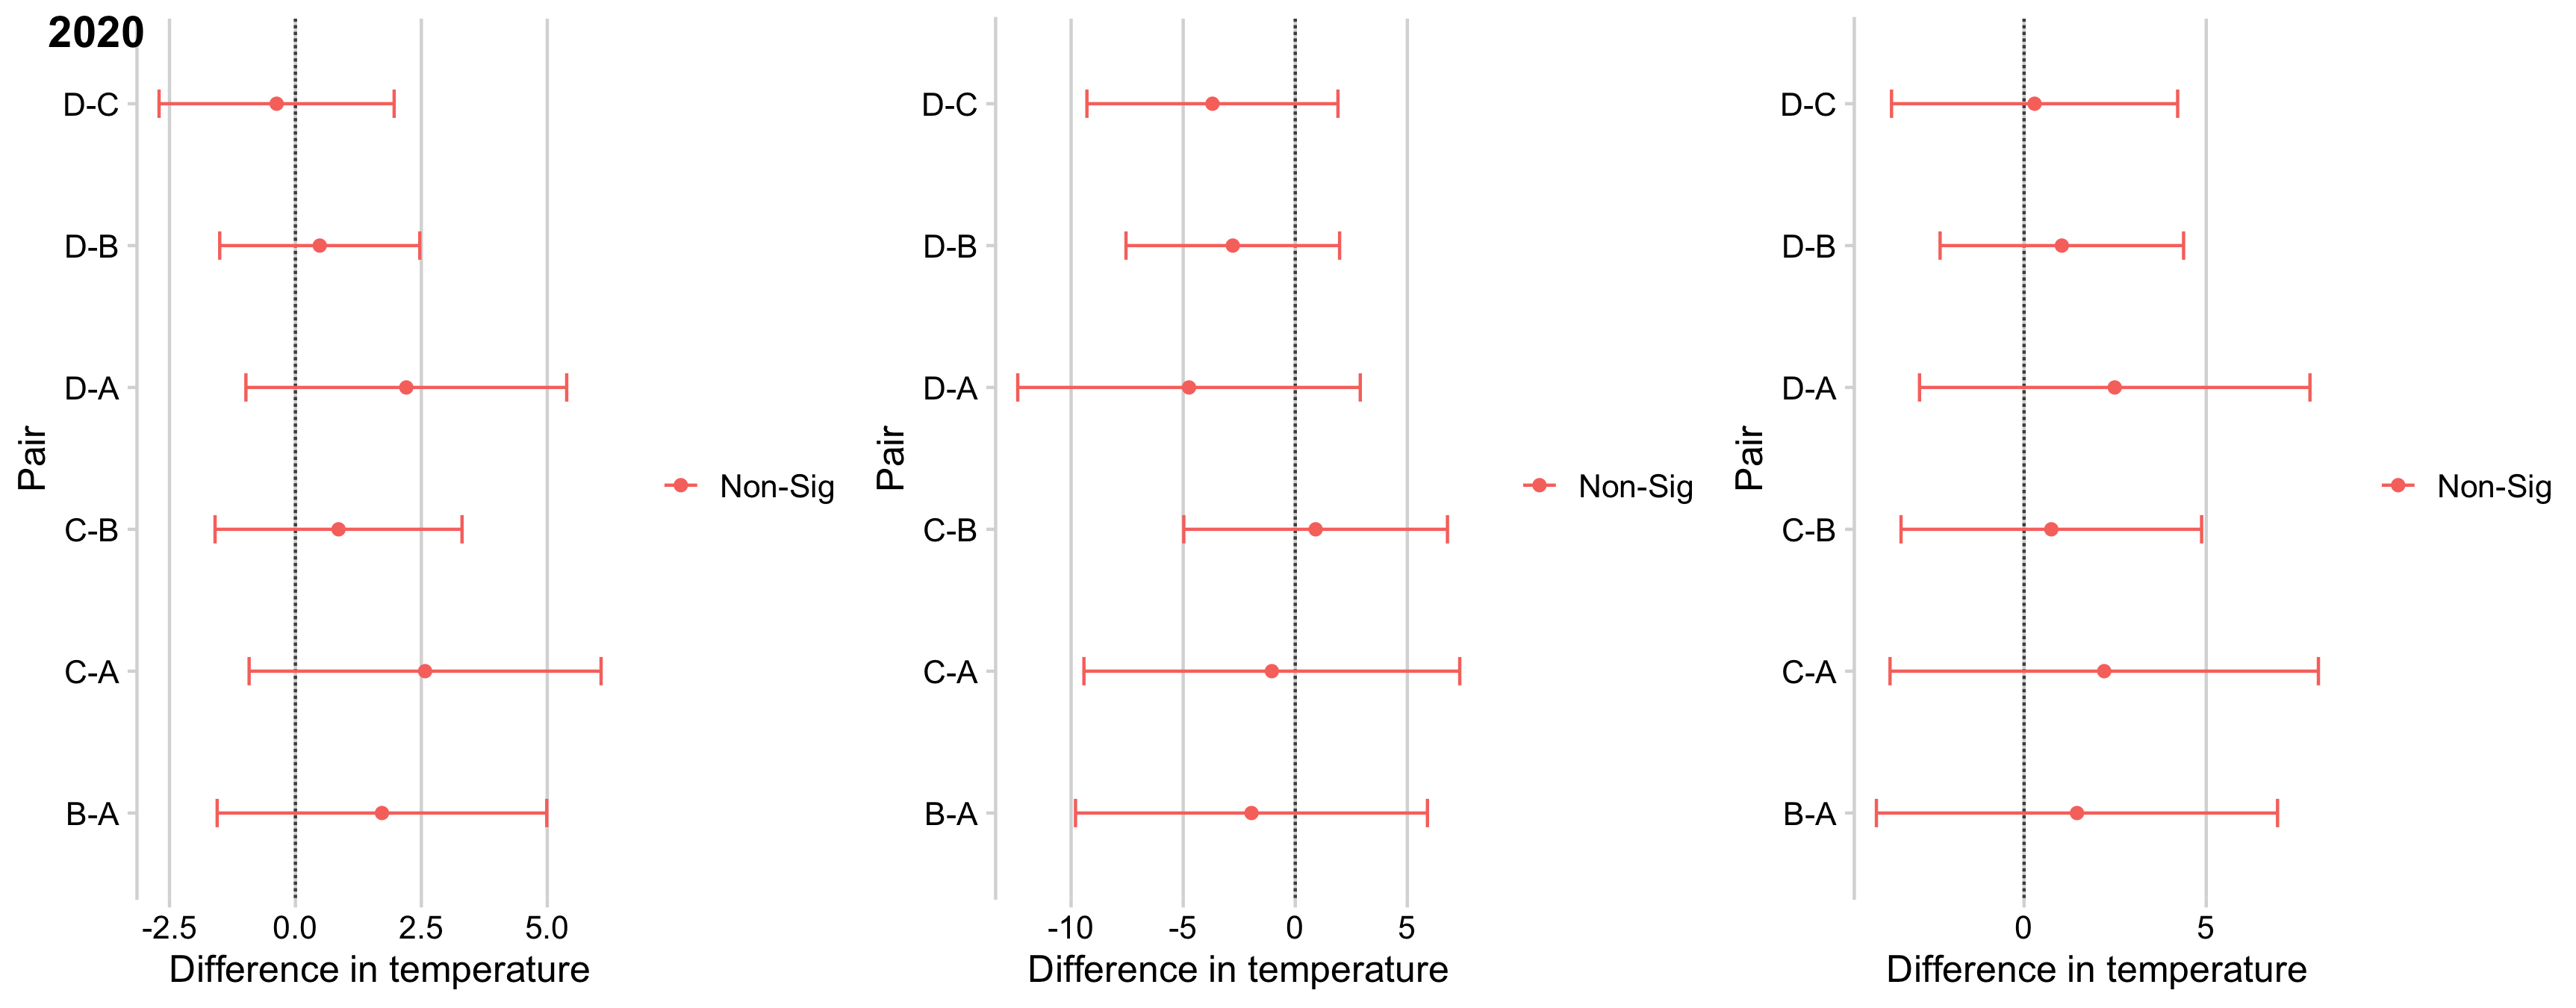 2020
D-C
D-B
D-A
C-B
C-A
B-A
Pair
-2.5 0.0 2.5 5.0
Difference in temperature
Non-Sig
D-C
D-B
D-A
C-B
C-A
B-A
Pair
-10 -5 0 5
Difference in temperature
Non-Sig
D-C
D-B
D-A
C-B
C-A
B-A
Pair
0 5
Difference in temperature
Non-Sig